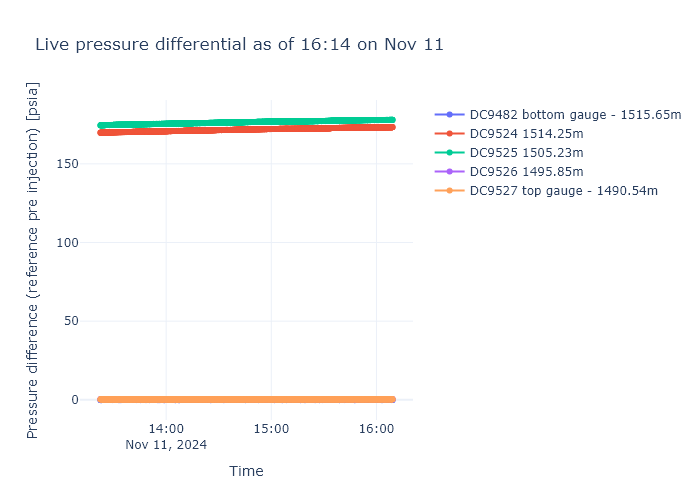 Live pressure differential as of 16:14 on Nov 11
Pressure difference (reference pre injection) [psia]
150
100
50
0
14:00
Nov 11, 2024
15:00
16:00
Time
DC9482 bottom gauge - 1515.65m
DC9524 1514.25m
DC9525 1505.23m
DC9526 1495.85m
DC9527 top gauge - 1490.54m